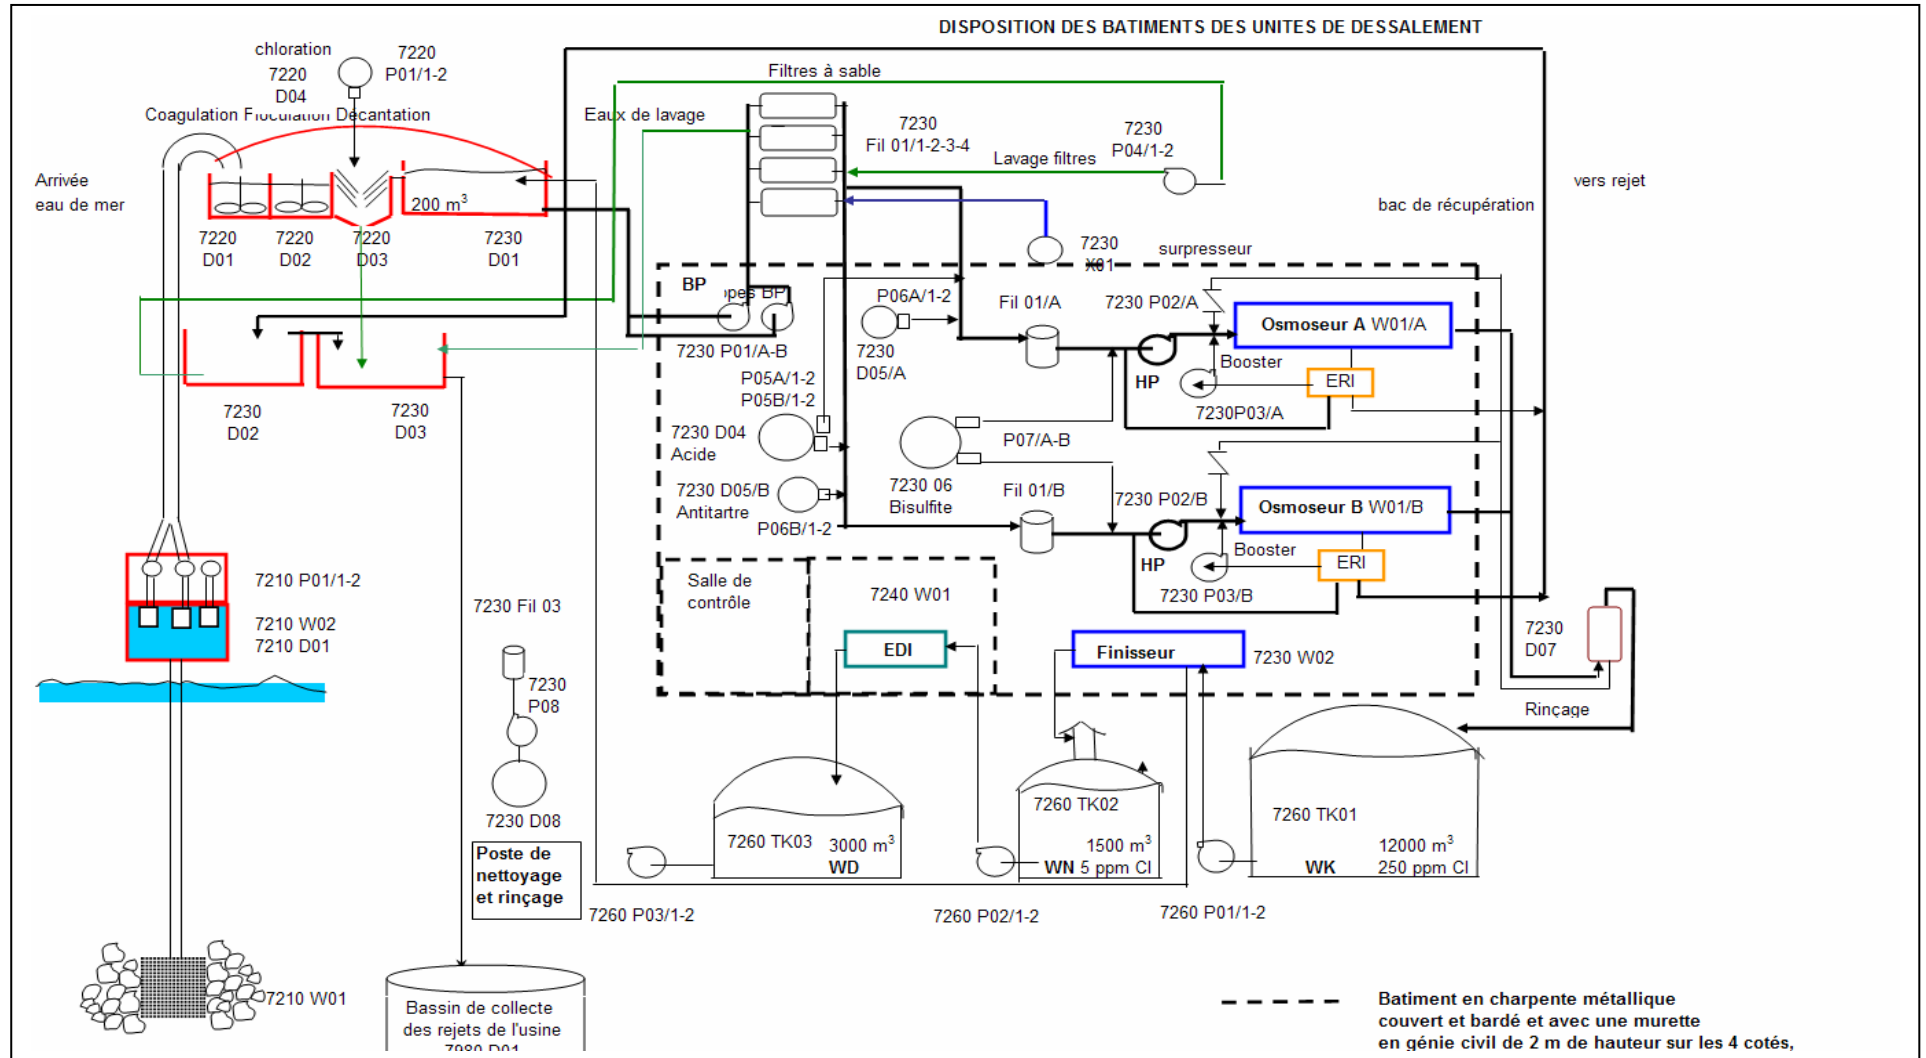 DISPOSITION DES BATIMENTS DES UNITES DE DESSALEMENT
chloration
7220
D04
7220
P01/1-2
Coagulation Floculation Décantation
Filtres à sable
Eaux de lavage
7230
Fil 01/1-2-3-4
7230
P04/1-2
Lavage filtres
Arrivée
eau de mer
200 m³
7220
D01
7220
D02
7220
D03
7230
D01
vers rejet
bac de récupération
7230
X01
surpresseur
BP
pes BP
P06A/1-2
Fil 01/A
7230 P02/A
Osmoseur A W01/A
7230 P01/A-B
7230
D05/A
HP
Booster
ERI
7230P03/A
P05A/1-2
P05B/1-2
7230
D02
7230
D03
7230 D04
Acide
P07/A-B
7230 D05/B
Antitartre
7230 06
Bisulfite
Fil 01/B
7230 P02/B
Osmoseur B W01/B
P06B/1-2
HP
Booster
ERI
7230 P03/B
7210 P01/1-2
7210 W02
7210 D01
7230 Fil 03
Salle de
contrôle
7240 W01
EDI
Finisseur
7230 W02
7230
D07
7230
P08
Rinçage
7230 D08
7260 TK03
3000 m³
WD
7260 TK02
1500 m³
WN 5 ppm Cl
7260 TK01
12000 m³
WK
250 ppm Cl
Poste de
nettoyage
et rinçage
7260 P03/1-2
7260 P02/1-2
7260 P01/1-2
7210 W01
Bassin de collecte
des rejets de l'usine
7980 D01
Batiment en charpente métallique
couvert et bardé et avec une murette
en génie civil de 2 m de hauteur sur les 4 cotés,